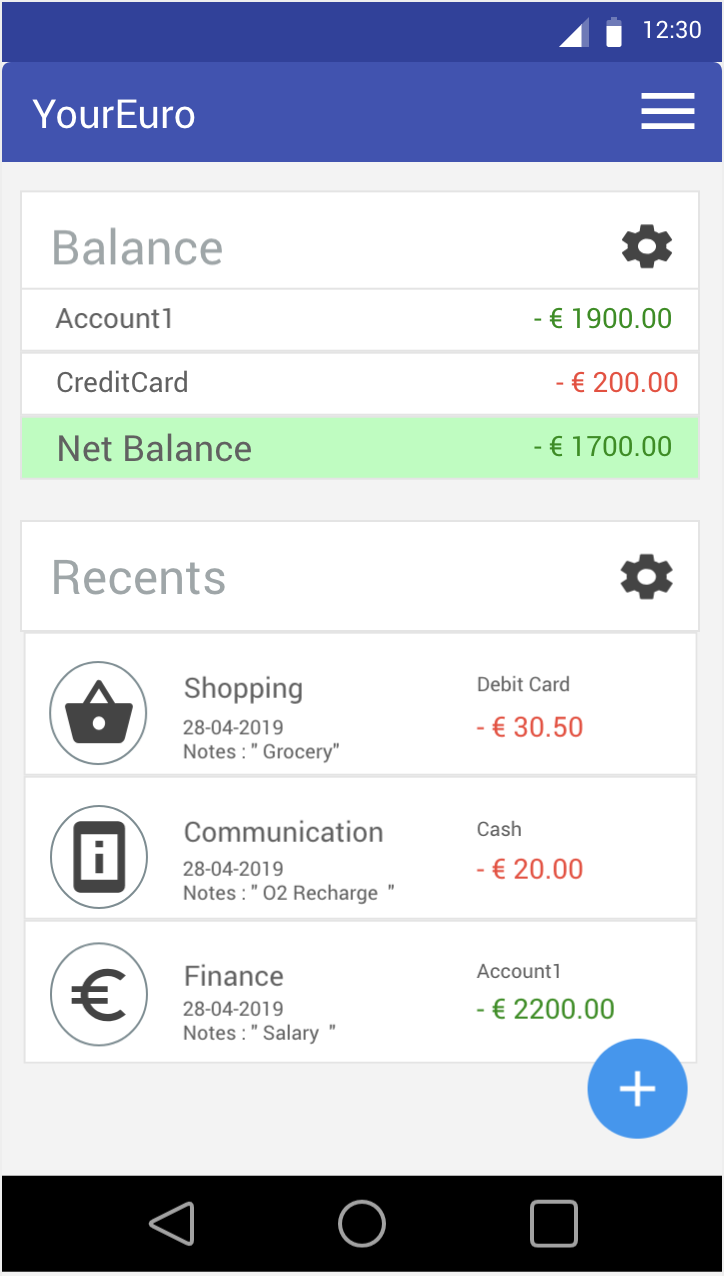 12:30
YourEuro
Balance
Account1 - € 1900.00
CreditCard - € 200.00
Net Balance - € 1700.00
Recents
Shopping Debit Card
28-04-2019 - € 30.50
Notes : " Grocery"
Communication Cash
28-04-2019 - € 20.00
Notes : " O2 Recharge "
Finance Account1
28-04-2019 - € 2200.00
Notes : " Salary "